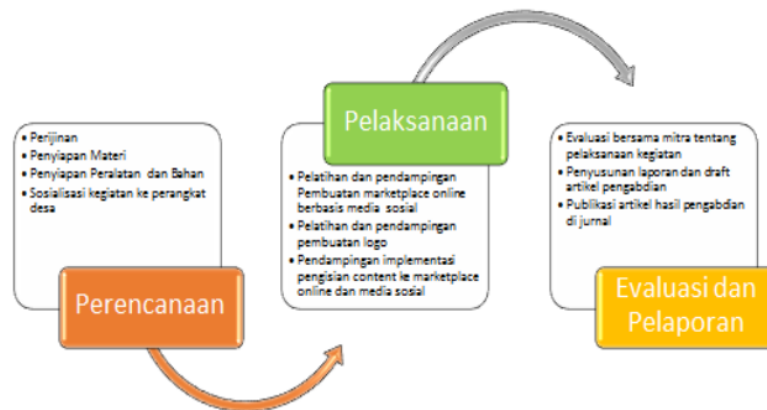 • Perijinan
• Penyiapan Materi
• Penyiapan Peralatan dan Bahan
• Sosialisasi kegiatan ke perangkat
desa
Perencanaan
Pelaksanaan
• Pelatihan dan pendampingan
Pembuatan marketplace online
berbasis media sosial
• Pelatihan dan pendampingan
pembuatan logo
• Pendampingan implementasi
pengisian content ke marketplace
online dan media sosial
• Evaluasi bersama mitra tentang
pelaksanaan kegiatan
• Penyusunan laporan dan draft
artikel pengabdian
• Publikasi artikel hasil pengabdian
di jurnal
Evaluasi dan
Pelaporan